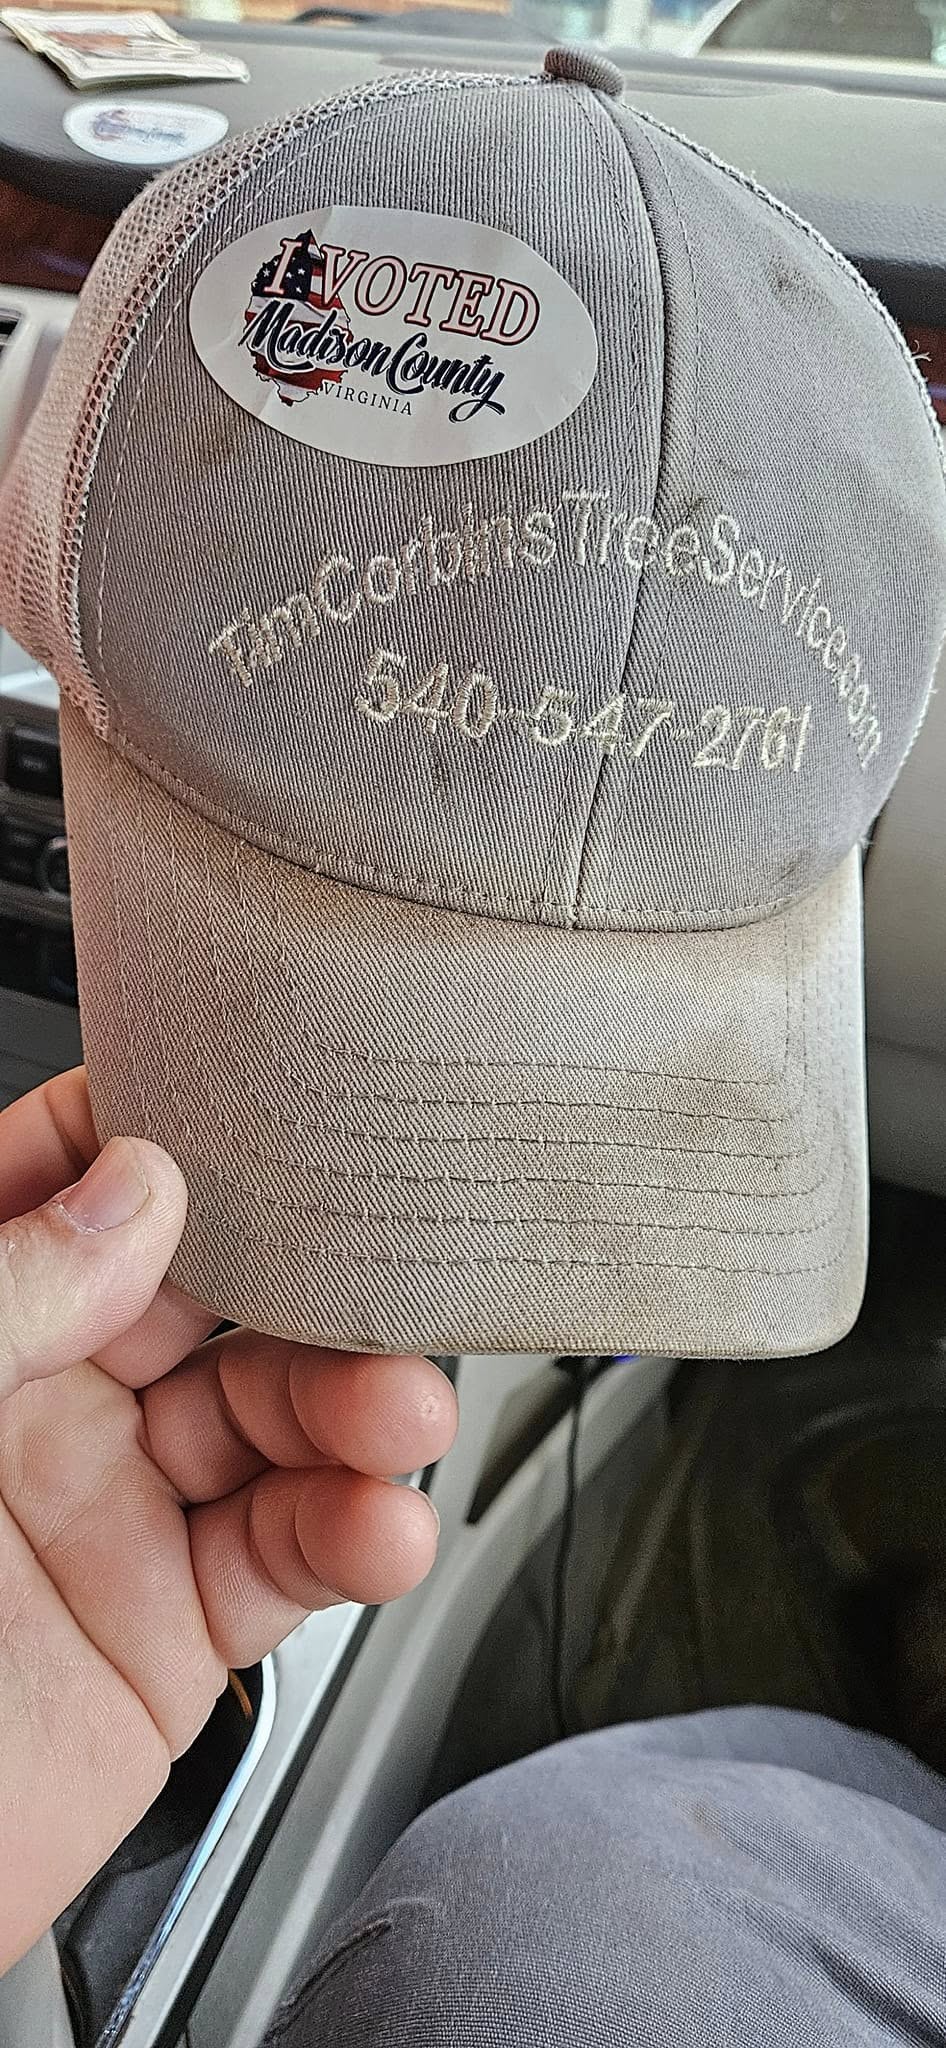 I VOTED
Madison County
VIRGINIA
TimCorbinsTreeService.com
540-547-2761